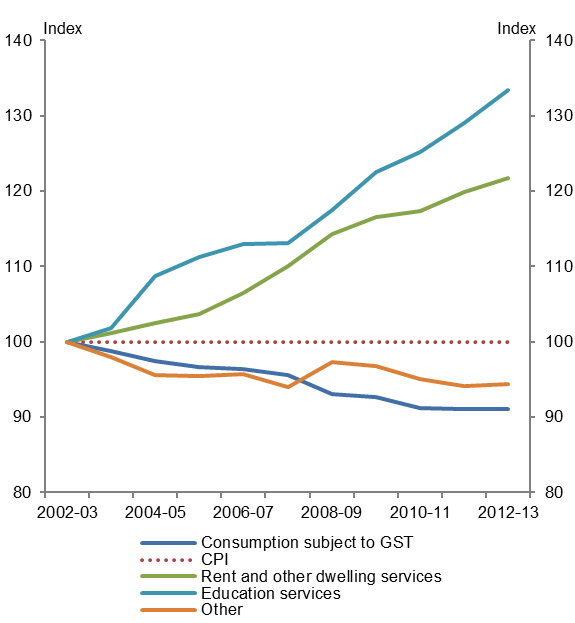 Index Index
140 140
130 130
120 120
110 110
100 100
90 90
80 80
2002-03 2004-05 2006-07 2008-09 2010-11 2012-13
Consumption subject to GST
CPI
Rent and other dwelling services
Education services
Other